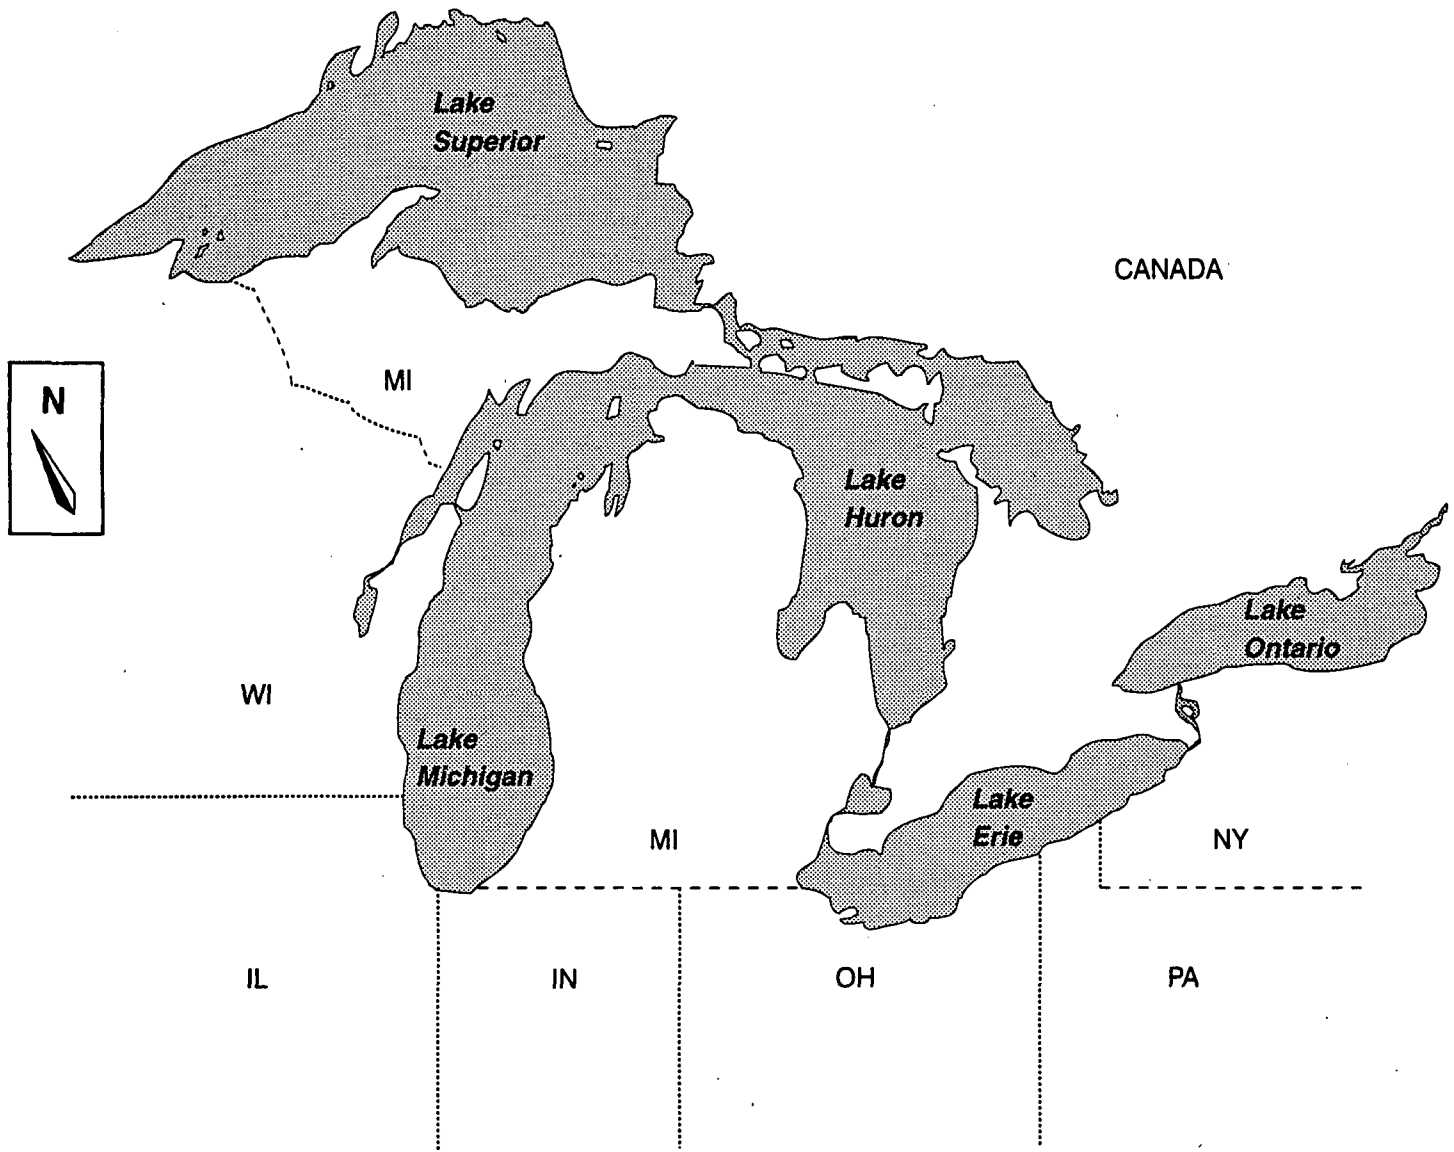 Lake
Superior
CANADA
MI
N
Lake
Huron
Lake
Ontario
WI
Lake
Michigan
Lake
Erie
MI
NY
IL
IN
OH
PA